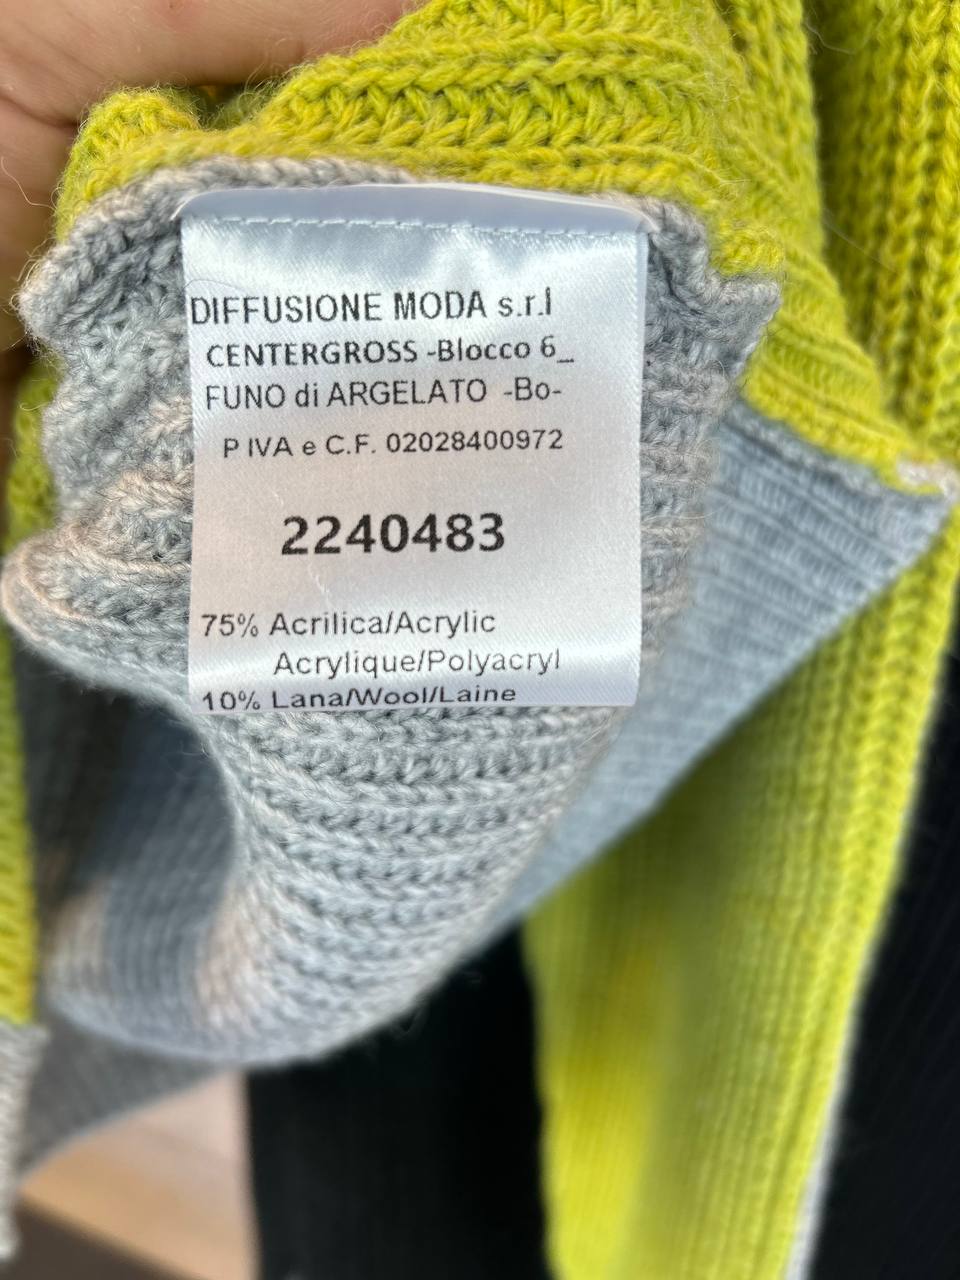 DIFFUSIONE MODA s.r.l
CENTERGROSS -Blocco 6_
FUNO di ARGELATO -Bo-
P IVA e C.F. 02028400972
2240483
75% Acrilica/Acrylic
Acrylique/Polyacryl
10% Lana/Wool/Laine